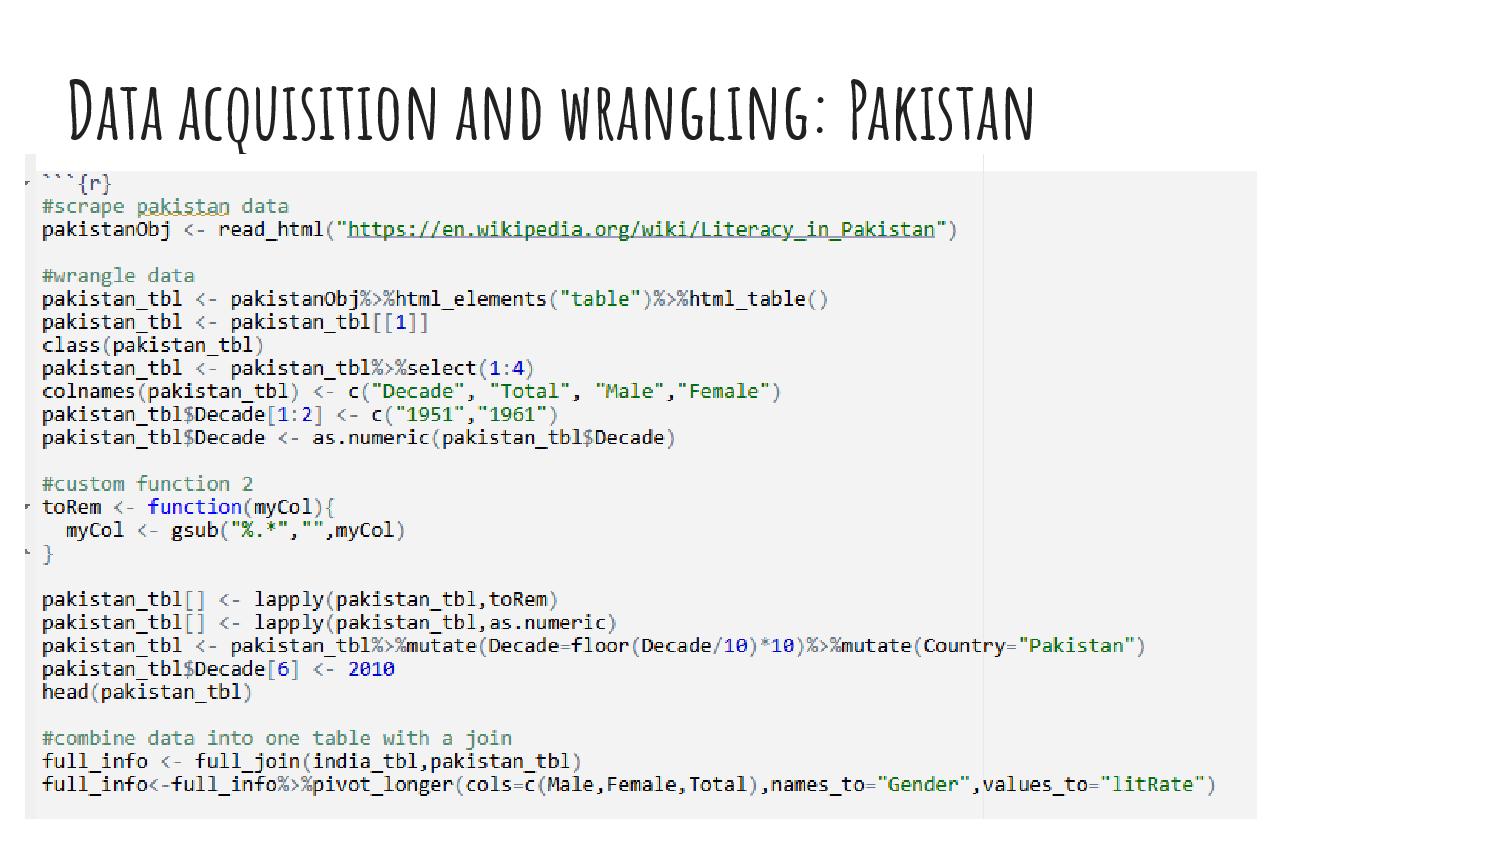 Data acquisition and wrangling: Pakistan
```{r}
#scrape pakistan data
pakistanObj <- read_html("https://en.wikipedia.org/wiki/Literacy_in_Pakistan")
#wrangle data
pakistan_tbl <- pakistanObj%>%html_elements("table")%>%html_table()
pakistan_tbl <- pakistan_tbl[[1]]
class(pakistan_tbl)
pakistan_tbl <- pakistan_tbl%>%select(1:4)
colnames(pakistan_tbl) <- c("Decade", "Total", "Male","Female")
pakistan_tbl$Decade[1:2] <- c("1951","1961")
pakistan_tbl$Decade <- as.numeric(pakistan_tbl$Decade)
#custom function 2
toRem <- function(myCol){
  myCol <- gsub("%.*","",myCol)
}
pakistan_tbl[] <- lapply(pakistan_tbl,toRem)
pakistan_tbl[] <- lapply(pakistan_tbl,as.numeric)
pakistan_tbl <- pakistan_tbl%>%mutate(Decade=floor(Decade/10)*10)%>%mutate(Country="Pakistan")
pakistan_tbl$Decade[6] <- 2010
head(pakistan_tbl)
#combine data into one table with a join
full_info <- full_join(india_tbl,pakistan_tbl)
full_info<-full_info%>%pivot_longer(cols=c(Male,Female,Total),names_to="Gender",values_to="litRate")